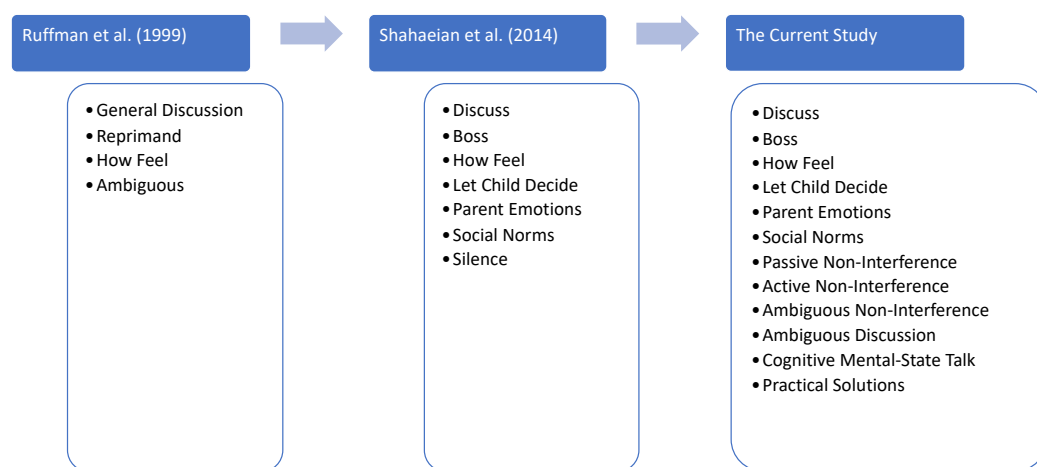 Ruffman et al. (1999)
• General Discussion
• Reprimand
• How Feel
• Ambiguous
Shahaeian et al. (2014)
• Discuss
• Boss
• How Feel
• Let Child Decide
• Parent Emotions
• Social Norms
• Silence
The Current Study
• Discuss
• Boss
• How Feel
• Let Child Decide
• Parent Emotions
• Social Norms
• Passive Non-Interference
• Active Non-Interference
• Ambiguous Non-Interference
• Ambiguous Discussion
• Cognitive Mental-State Talk
• Practical Solutions